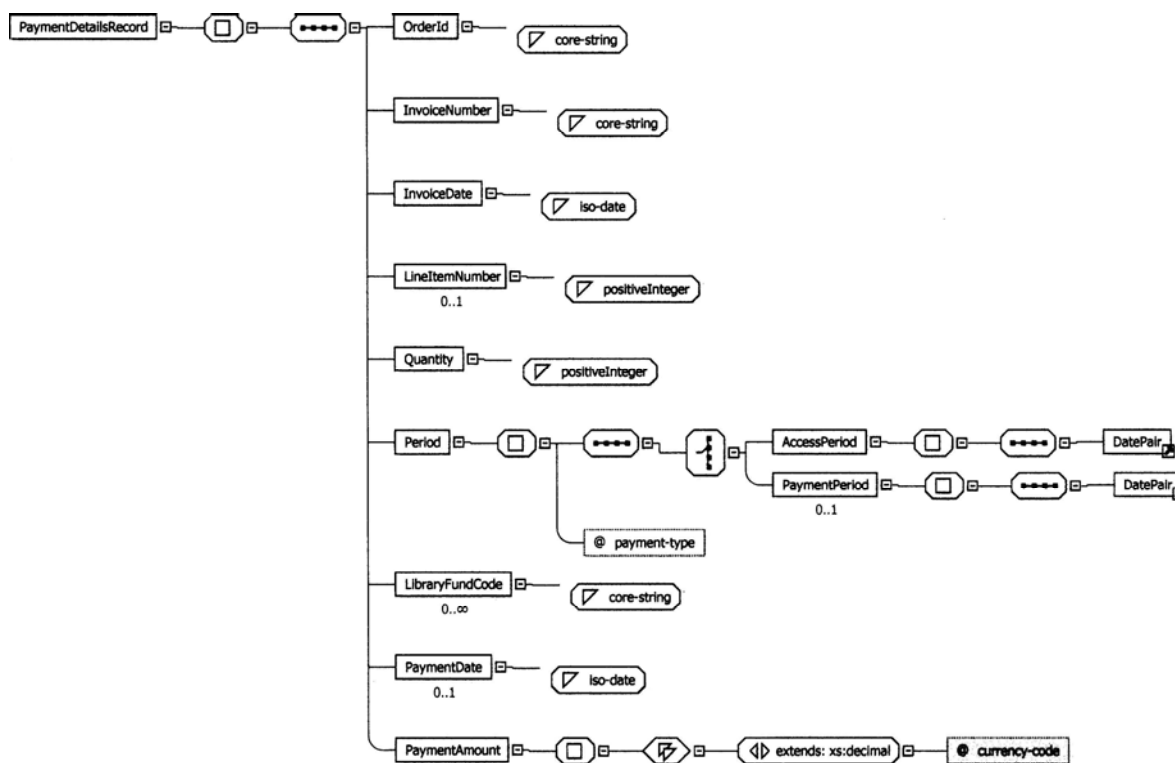 PaymentDetailsRecord
OrderId
core-string
InvoiceNumber
core-string
InvoiceDate
iso-date
LineItemNumber
0..1
positiveInteger
Quantity
positiveInteger
Period
AccessPeriod
DatePair
PaymentPeriod
0..1
DatePair
@ payment-type
LibraryFundCode
0..∞
core-string
PaymentDate
0..1
iso-date
PaymentAmount
extends: xs:decimal
@ currency-code